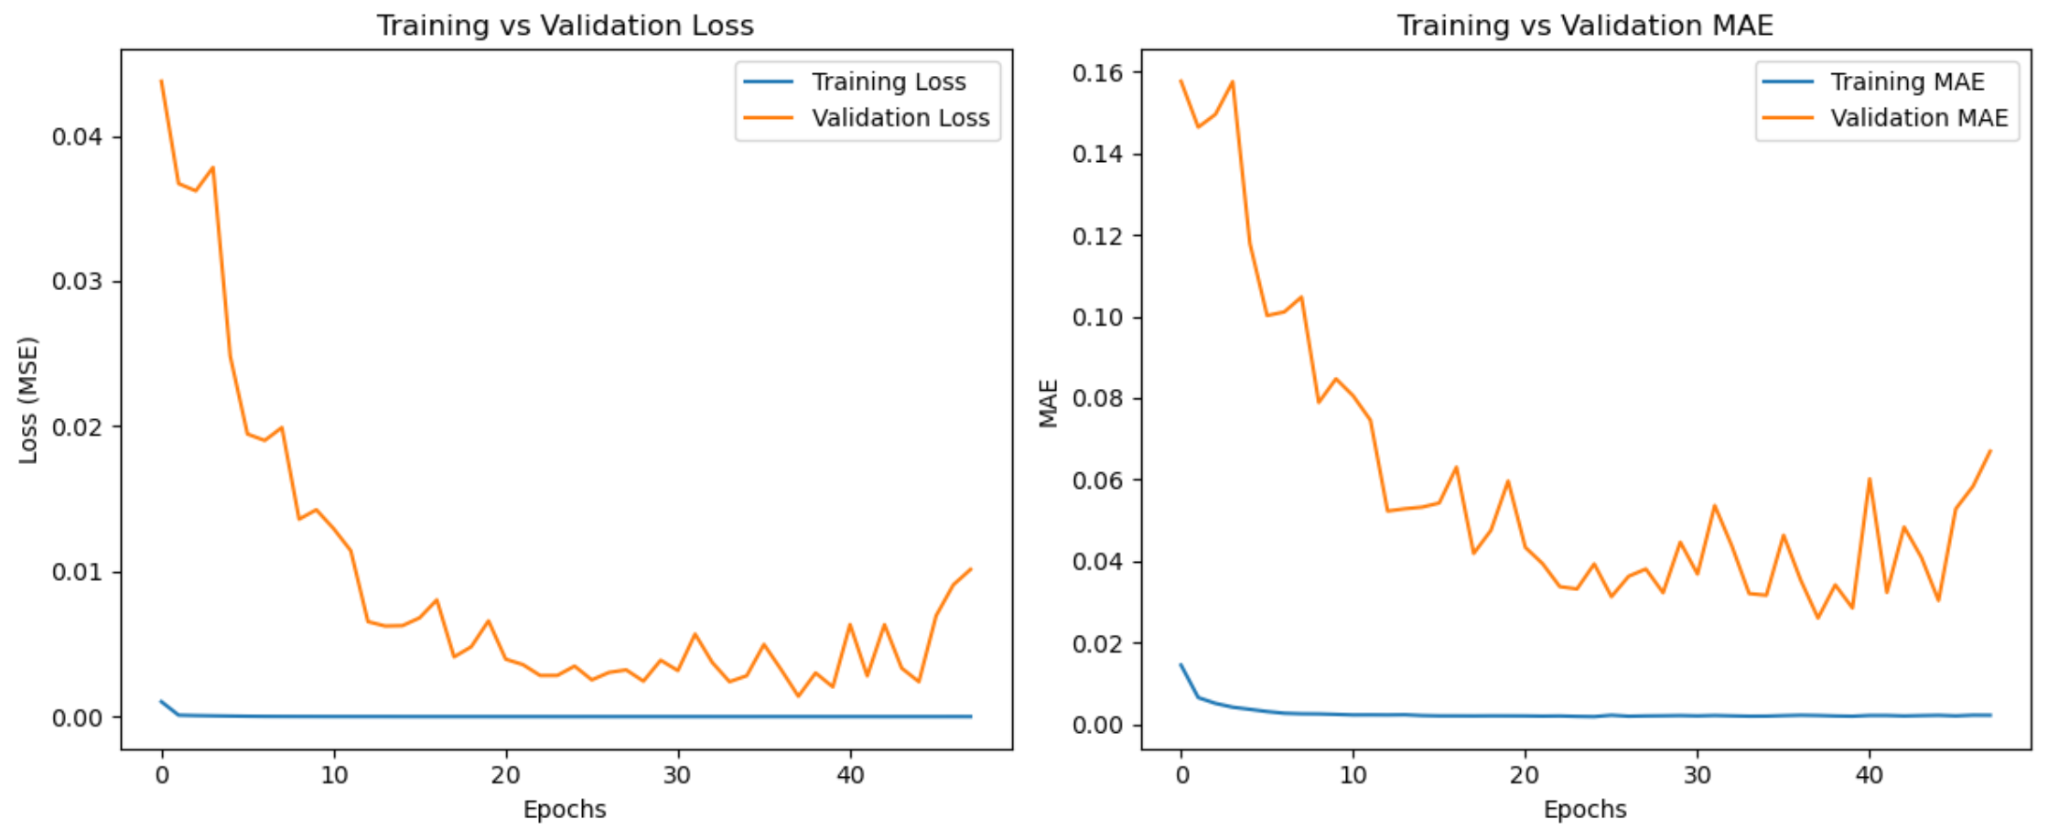 Training vs Validation Loss
Training Loss
Validation Loss
0.04
0.03
0.02
0.01
0.00
Loss (MSE)
0 10 20 30 40
Epochs
Training vs Validation MAE
Training MAE
Validation MAE
0.16
0.14
0.12
0.10
0.08
0.06
0.04
0.02
0.00
MAE
0 10 20 30 40
Epochs